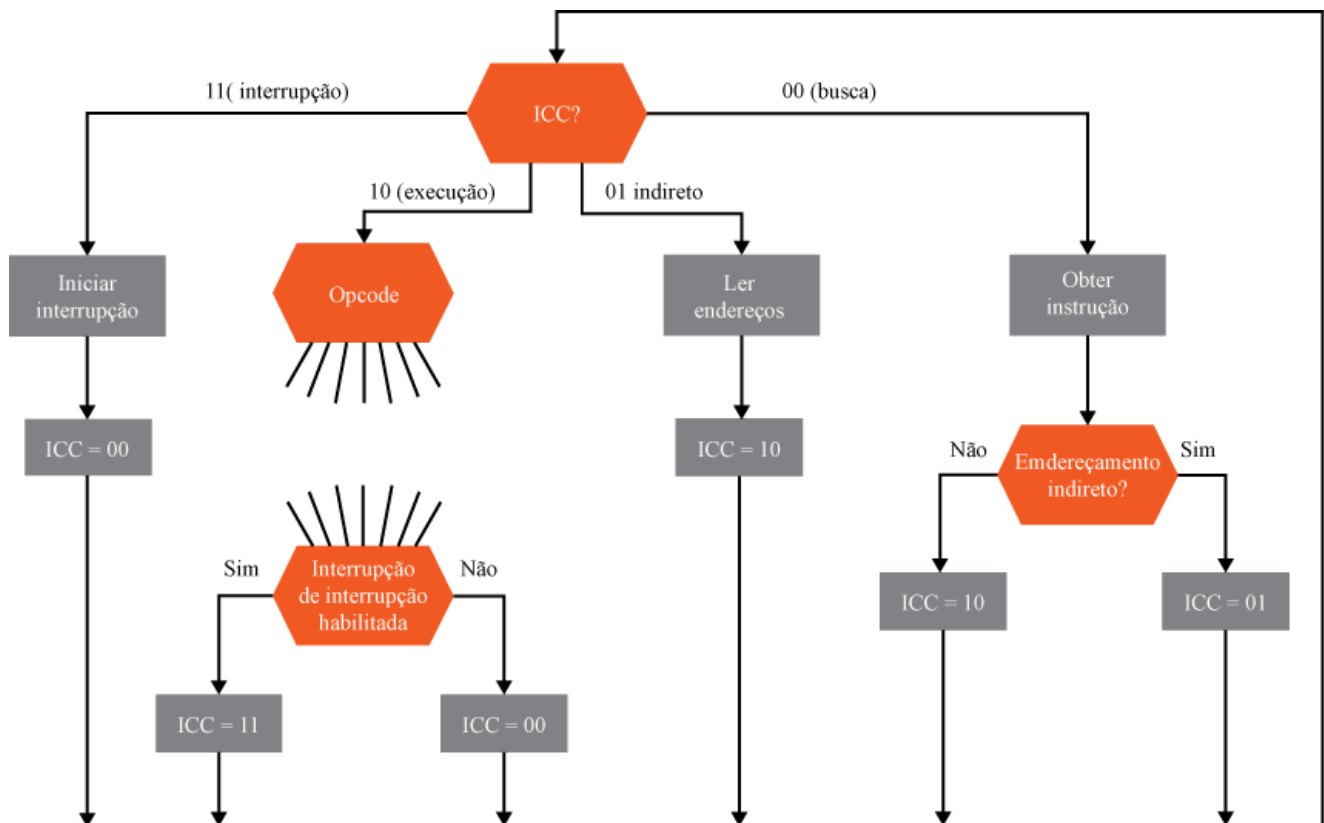 ICC?
11( interrupção)
00 (busca)
10 (execução)
01 indireto
Iniciar
interrupção
Opcode
Ler
endereços
Obter
instrução
ICC = 00
ICC = 10
Não
Emdereçamento
indireto?
Sim
Sim
Interrupção
de interrupção
habilitada
Não
ICC = 10
ICC = 01
ICC = 11
ICC = 00